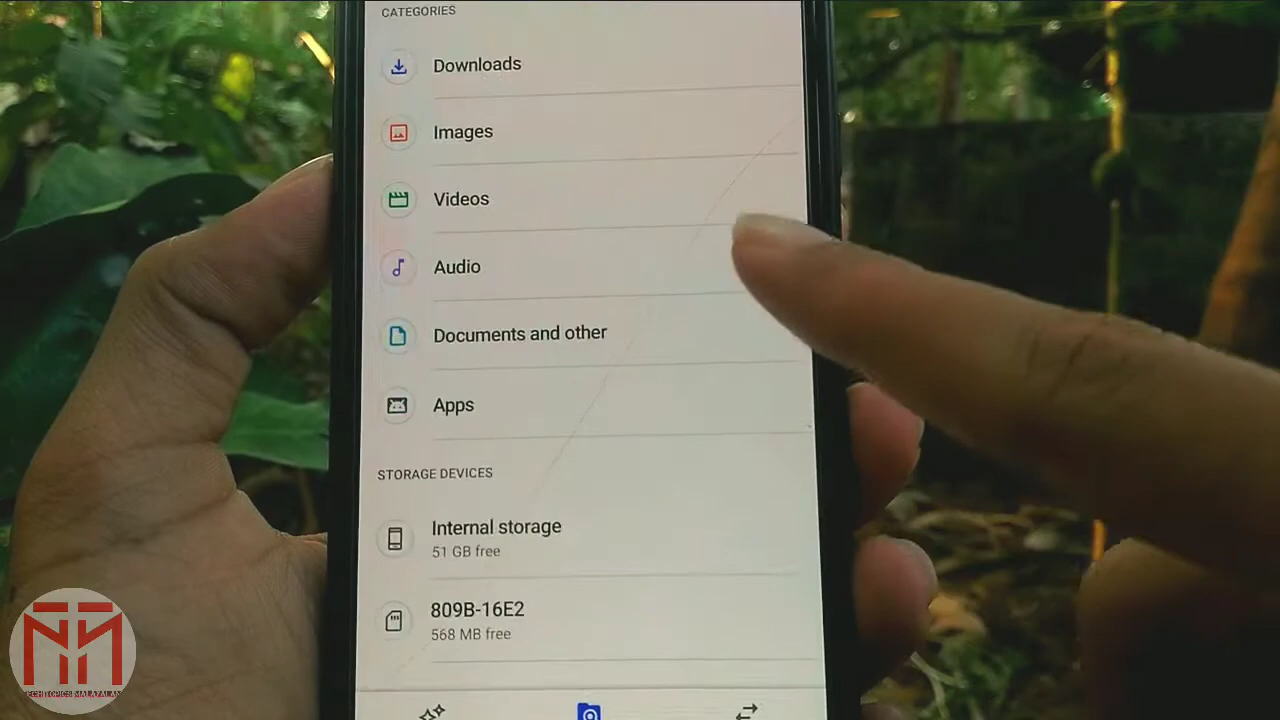 CATEGORIES
Downloads
Images
Videos
Audio
Documents and other
Apps
STORAGE DEVICES
Internal storage
51 GB free
809B-16E2
568 MB free